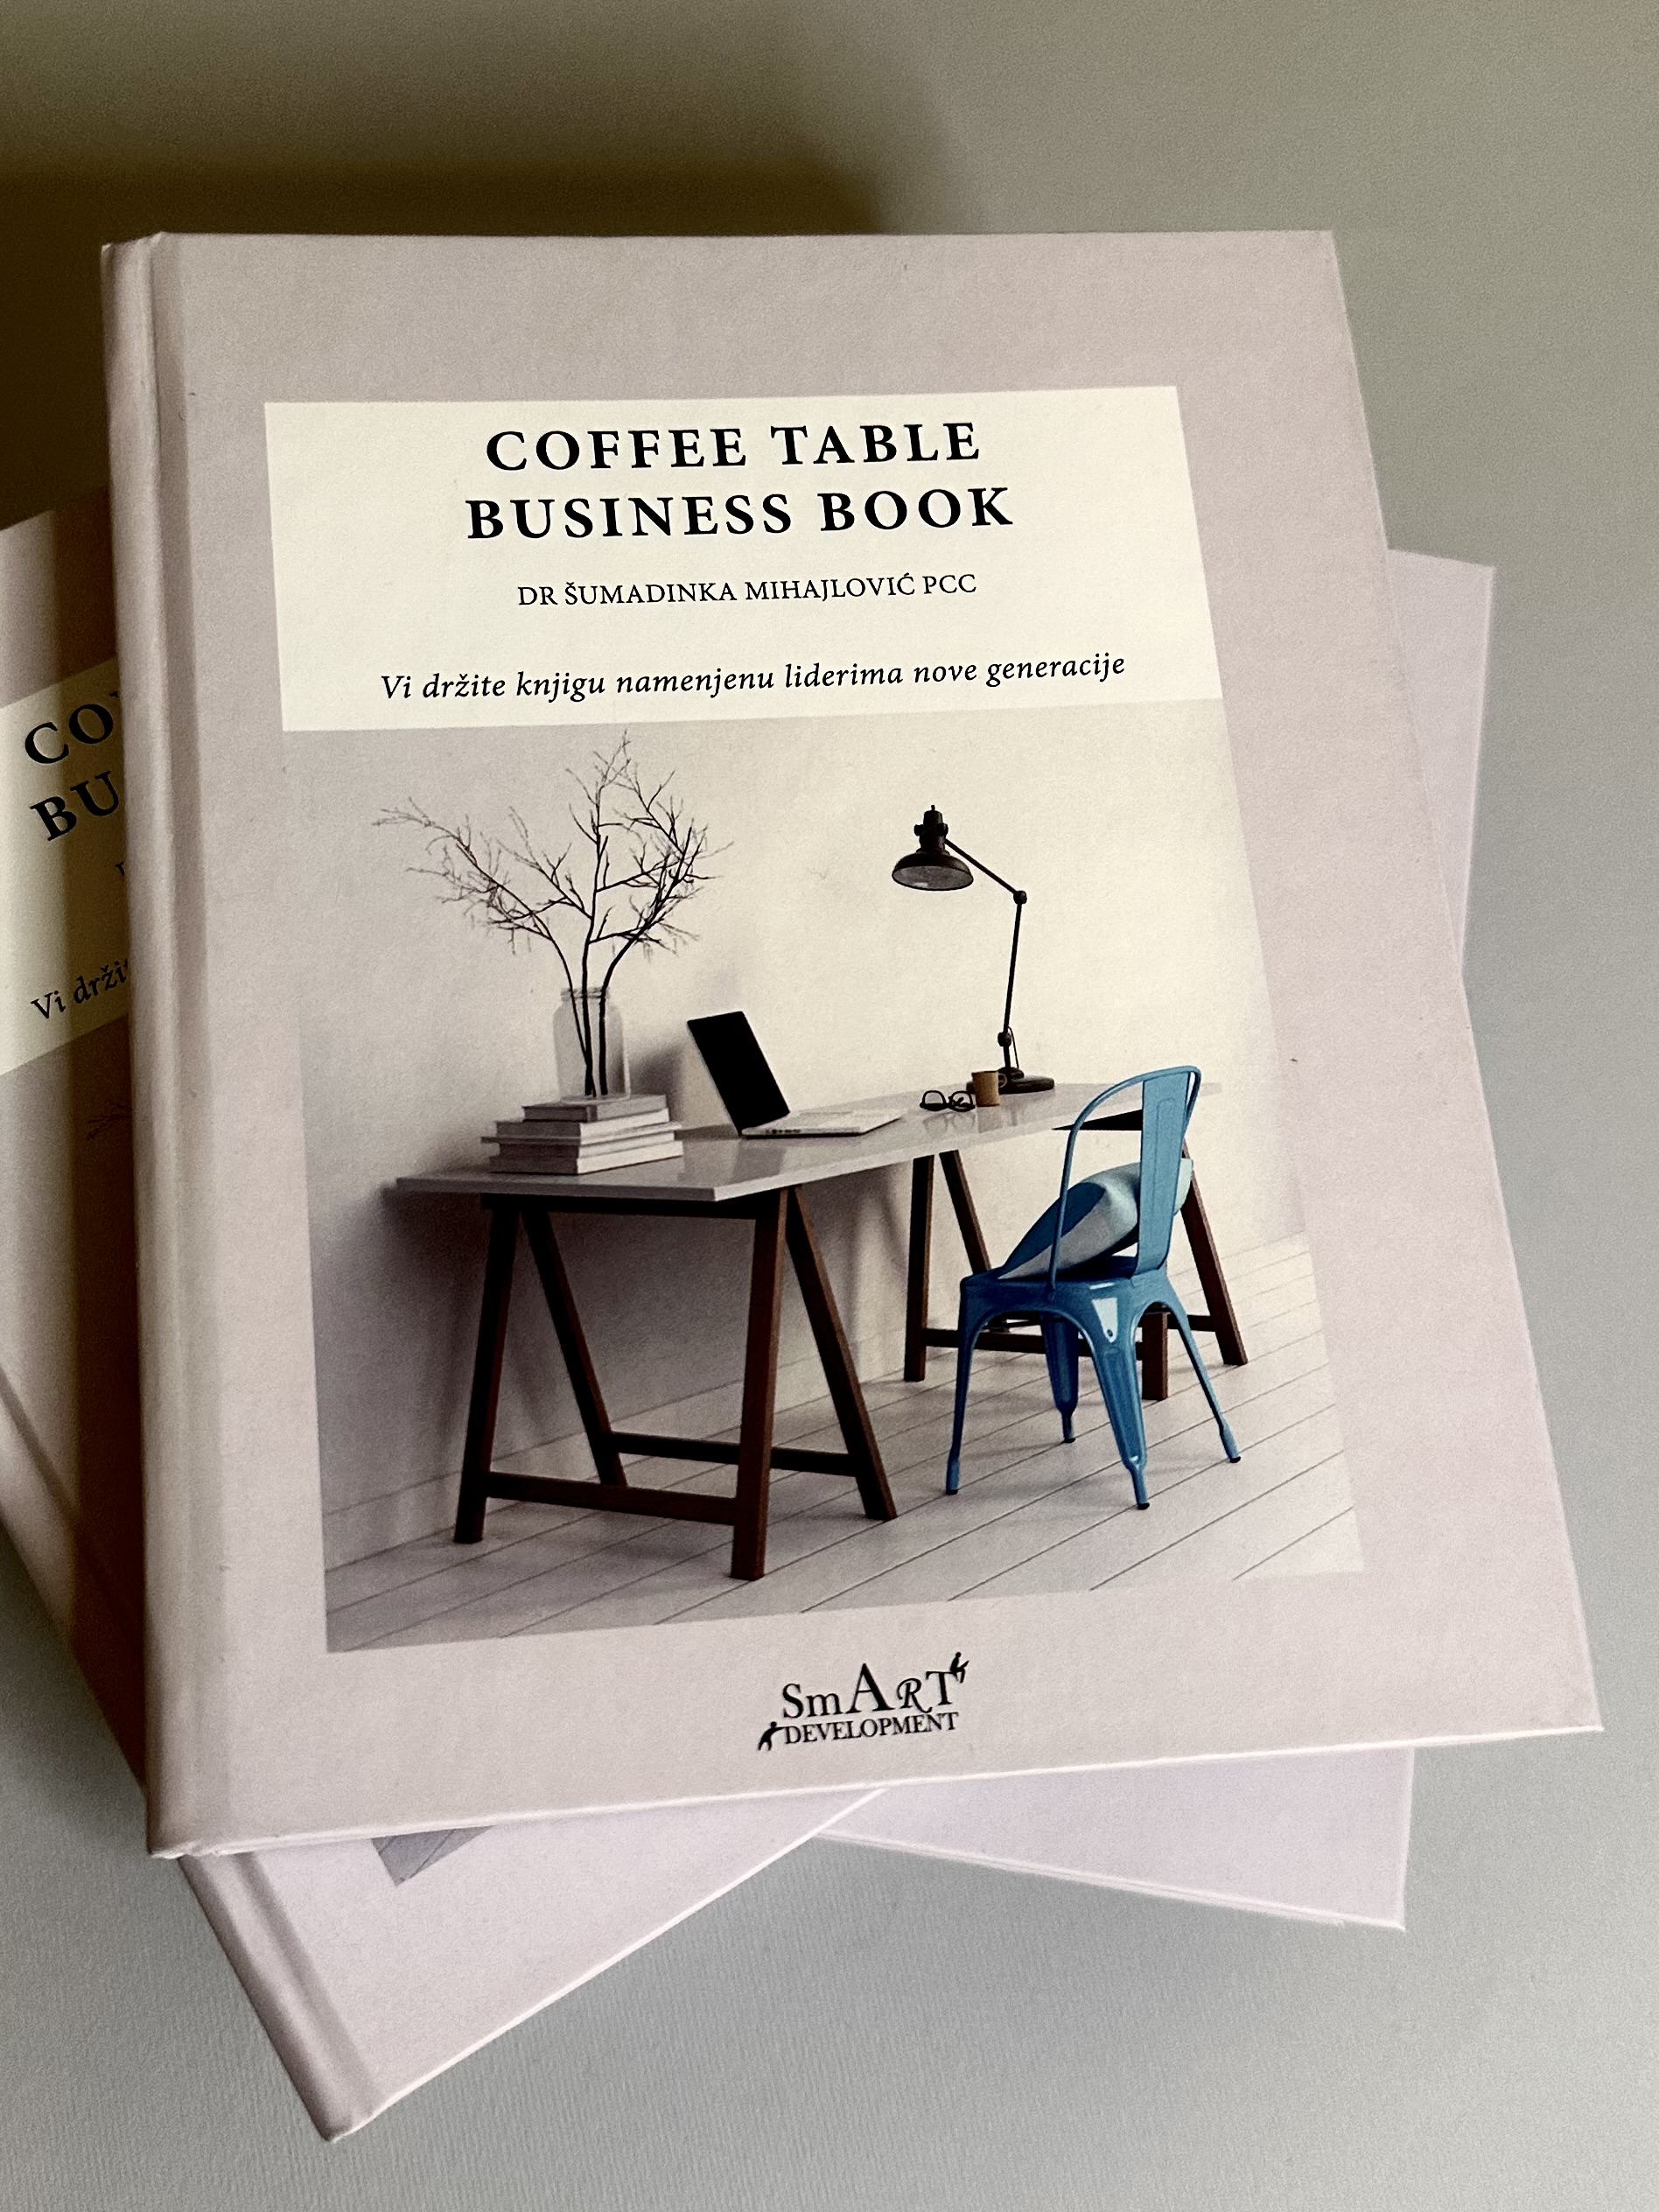 COFFEE TABLE
BUSINESS BOOK
DR ŠUMADINKA MIHAJLOVIĆ PCC
Vi držite knjigu namenjenu liderima nove generacije
SmART
DEVELOPMENT
CO
BU
Vi drži